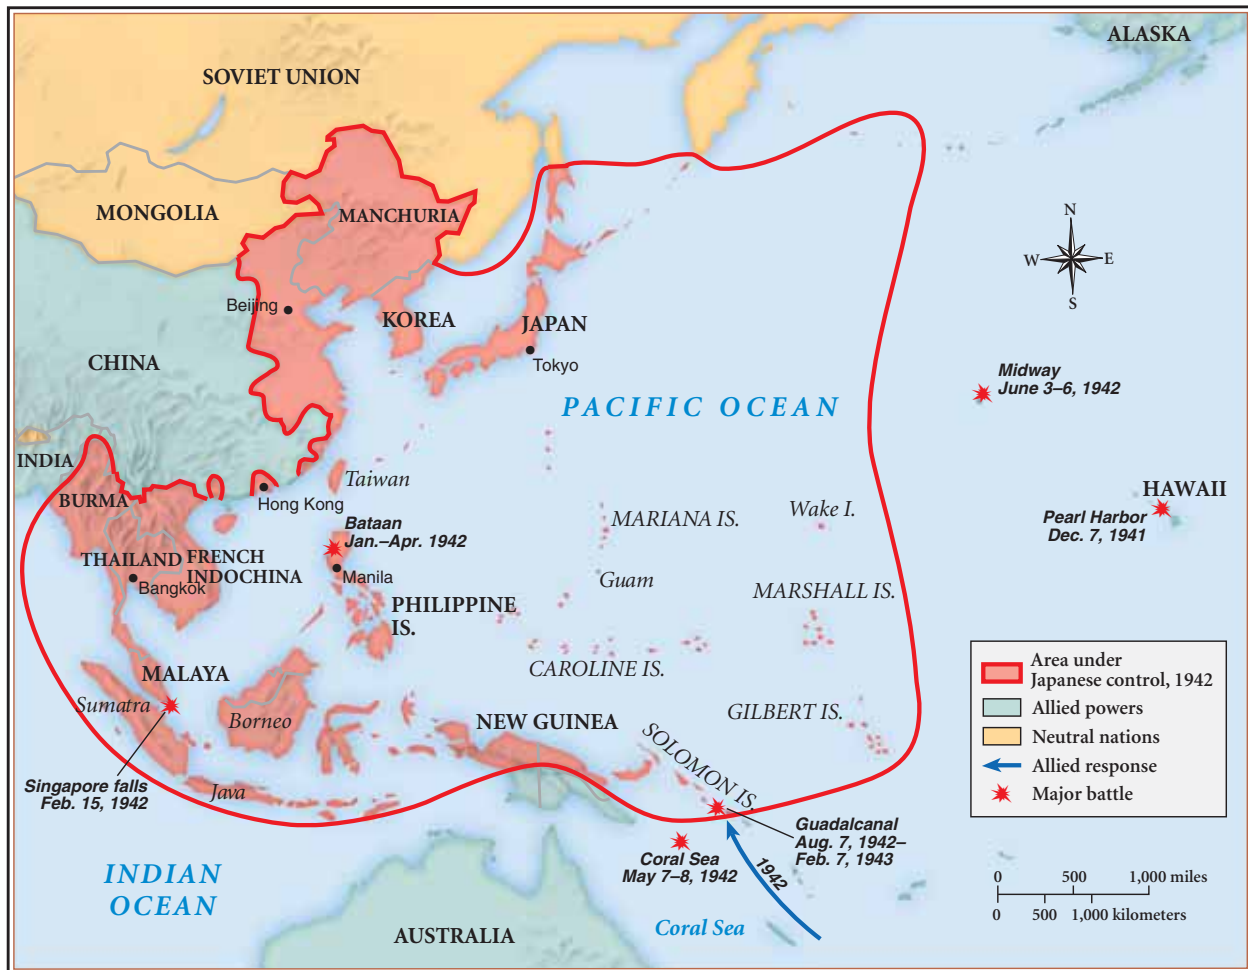 ALASKA
SOVIET UNION
MONGOLIA
MANCHURIA
N
W
E
S
Beijing
KOREA
JAPAN
Tokyo
CHINA
Midway
June 3–6, 1942
PACIFIC OCEAN
INDIA
BURMA
Taiwan
Hong Kong
HAWAII
Pearl Harbor
Dec. 7, 1941
Bataan
Jan.–Apr. 1942
MARIANA IS.
Wake I.
THAILAND
FRENCH
INDOCHINA
Bangkok
Manila
Guam
MARSHALL IS.
PHILIPPINE
IS.
CAROLINE IS.
MALAYA
Sumatra
Borneo
NEW GUINEA
GILBERT IS.
SOLOMON IS.
Singapore falls
Feb. 15, 1942
Java
Guadalcanal
Aug. 7, 1942–
Feb. 7, 1943
Coral Sea
May 7–8, 1942
1942
INDIAN
OCEAN
Coral Sea
AUSTRALIA
Area under
Japanese control, 1942
Allied powers
Neutral nations
Allied response
Major battle
0 500 1,000 miles
0 500 1,000 kilometers